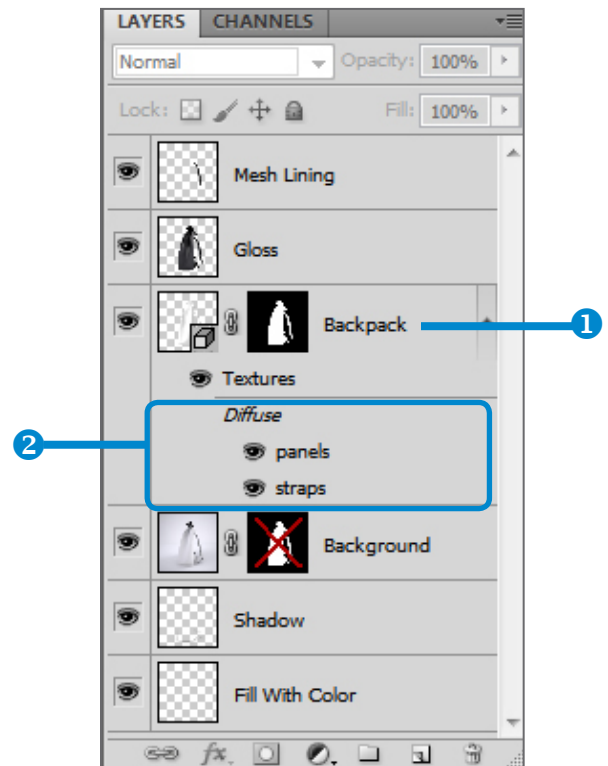 LAYERS CHANNELS
Normal Opacity: 100%
Lock: Fill: 100%
Mesh Lining
Gloss
Backpack 1
Textures
Diffuse
2 panels
straps
Background
Shadow
Fill With Color
fx.